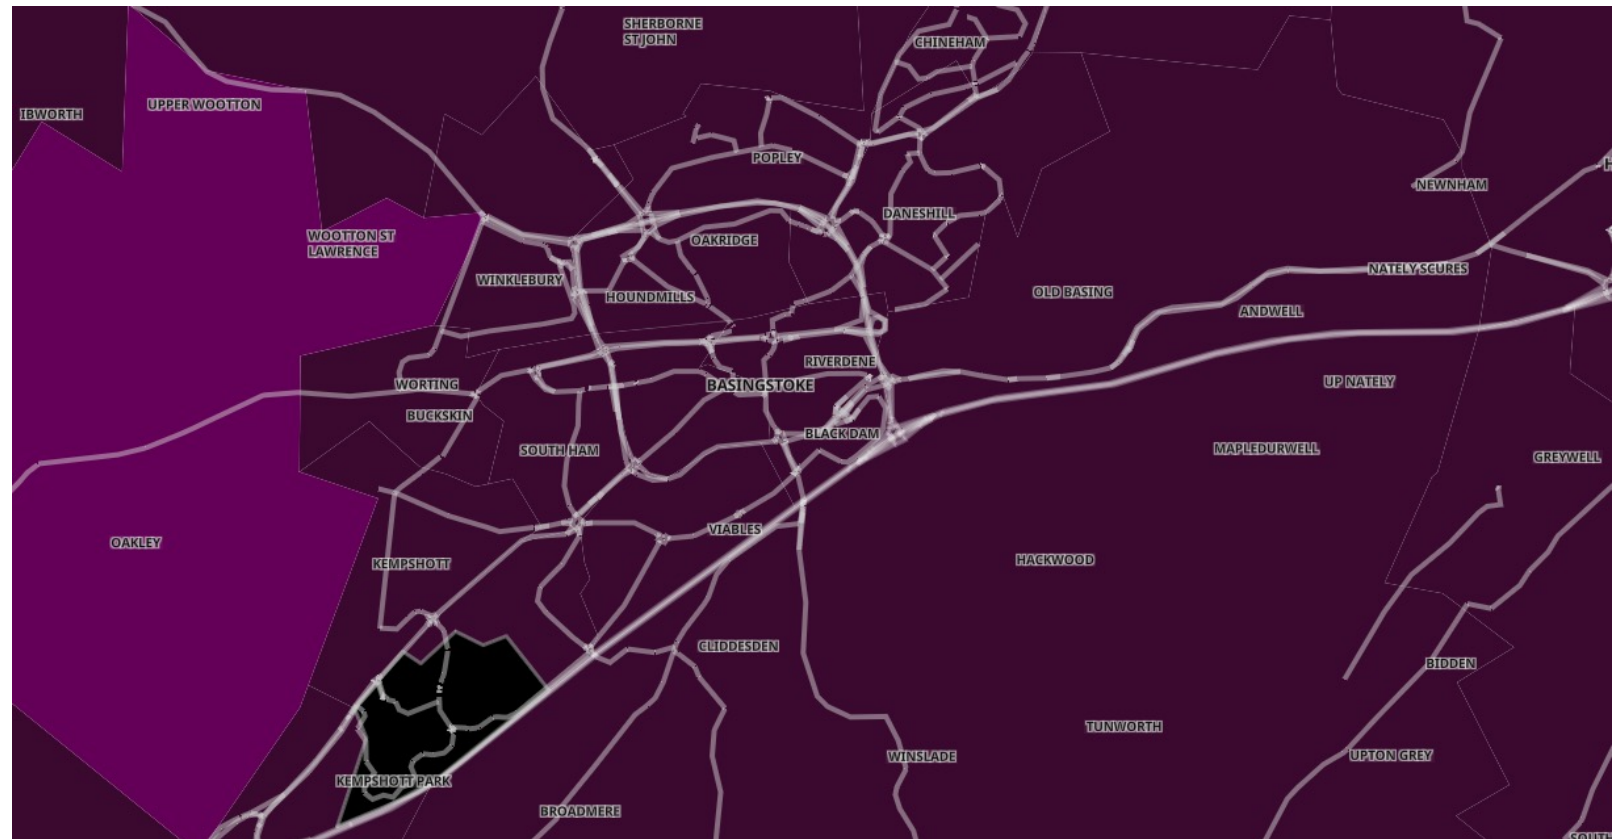 SHERBORNE
ST JOHN
CHINEHAM
UPPER WOOTTON
IBWORTH
POPLEY
NEWNHAM
DANESHILL
WOOTTON ST
LAWRENCE
OAKRIDGE
NATELY SCURES
WINKLEBURY
HOUNDMILLS
OLD BASING
ANDWELL
RIVERDENE
WORTING
BASINGSTOKE
UP NATELY
BUCKSKIN
BLACK DAM
SOUTH HAM
MAPLEDURWELL
GREYWELL
VIABLES
OAKLEY
KEMPSHOTT
HACKWOOD
CLIDDESDEN
BIDDEN
TUNWORTH
WINSLADE
UPTON GREY
KEMPSHOTT PARK
BROADMERE